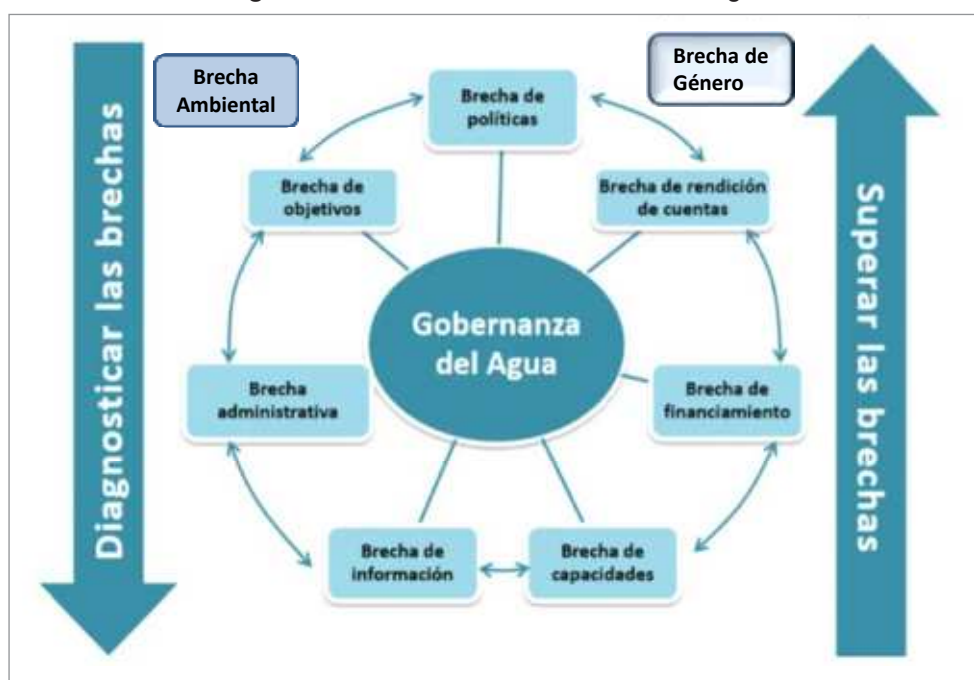 Diagnosticar las brechas
Brecha
Ambiental
Brecha de
Género
Brecha de
políticas
Brecha de
objetivos
Brecha de rendición
de cuentas
Gobernanza
del Agua
Brecha
administrativa
Brecha de
financiamiento
Brecha de
información
Brecha de
capacidades
Superar las brechas